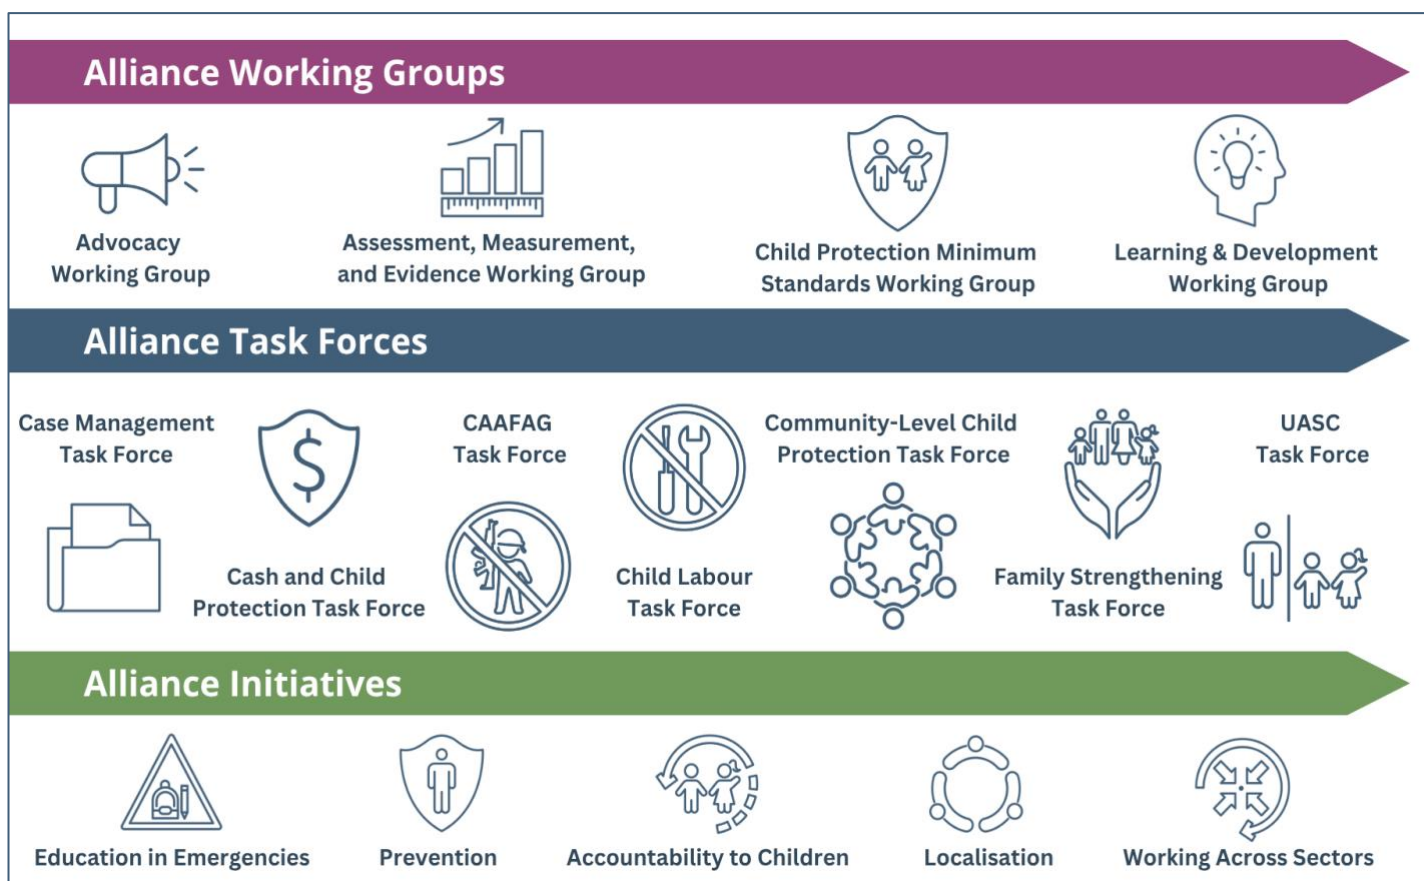 Alliance Working Groups
Advocacy
Working Group
Assessment, Measurement,
and Evidence Working Group
Child Protection Minimum
Standards Working Group
Learning & Development
Working Group
Alliance Task Forces
Case Management
Task Force
Cash and Child
Protection Task Force
CAAFAG
Task Force
Child Labour
Task Force
Community-Level Child
Protection Task Force
Family Strengthening
Task Force
UASC
Task Force
Alliance Initiatives
Education in Emergencies
Prevention
Accountability to Children
Localisation
Working Across Sectors